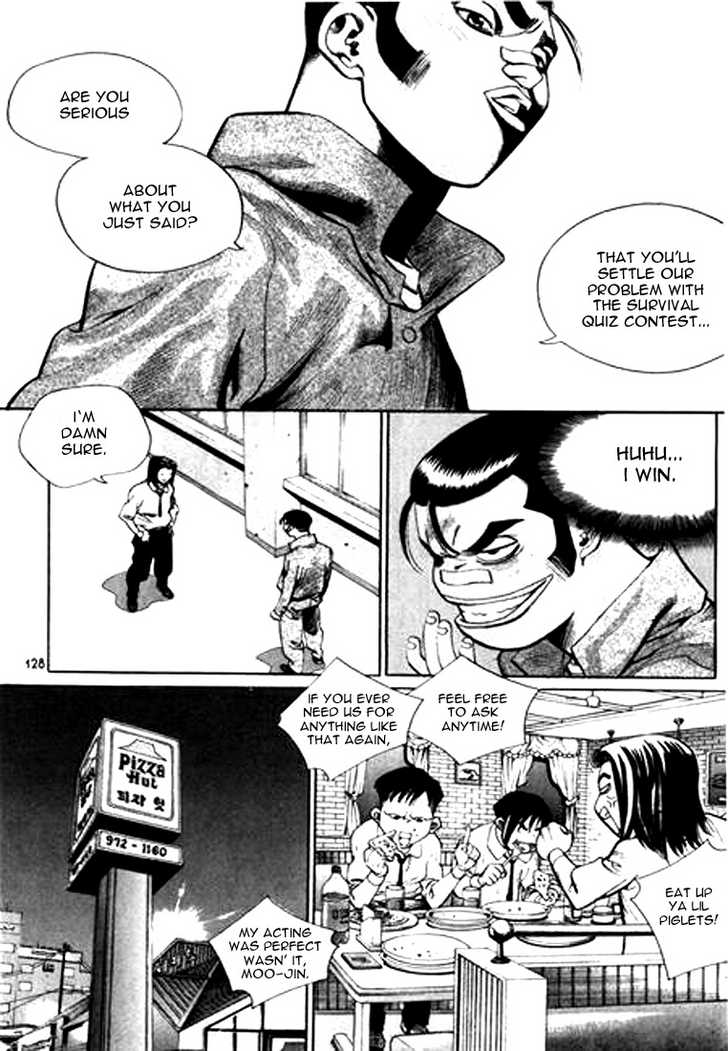 ARE YOU
SERIOUS
ABOUT
WHAT YOU
JUST SAID?
THAT YOU'LL
SETTLE OUR
PROBLEM WITH
THE SURVIVAL
QUIZ CONTEST...
I'M
DAMN
SURE.
HUHU...
I WIN.
128
Pizza
Hut
피자 헛
972-1160
MY ACTING
WAS PERFECT
WASN' IT,
MOO-JIN.
IF YOU EVER
NEED US FOR
ANYTHING LIKE
THAT AGAIN,
FEEL FREE
TO ASK
ANYTIME!
EAT UP
YA LIL
PIGLETS!